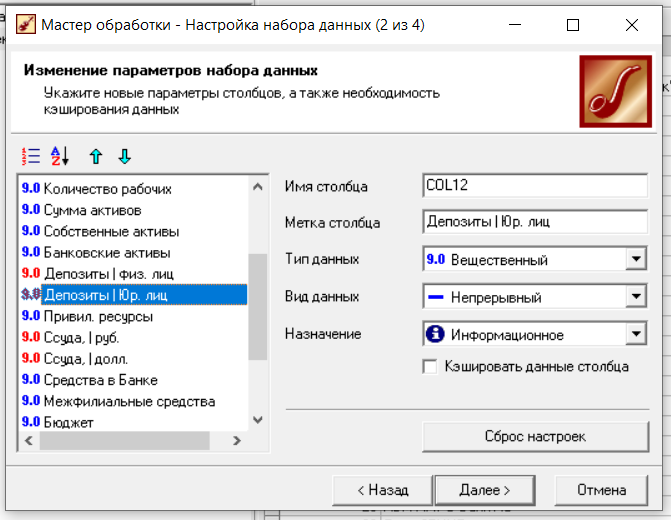 Мастер обработки - Настройка набора данных (2 из 4)
Изменение параметров набора данных
Укажите новые параметры столбцов, а также необходимость
кэширования данных
9.0 Количество рабочих
9.0 Сумма активов
9.0 Собственные активы
9.0 Банковские активы
9.0 Депозиты | Физ. лиц
9.0 Депозиты | Юр. лиц
9.0 Привил. ресурсы
9.0 Ссуда, | руб.
9.0 Ссуда, | долл.
9.0 Средства в Банке
9.0 Межфилиальные средства
9.0 Бюджет
Имя столбца COL12
Метка столбца Депозиты | Юр. лиц
Тип данных 9.0 Вещественный
Вид данных Непрерывный
Назначение Информационное
Кэшировать данные столбца
Сброс настроек
< Назад Далее > Отмена